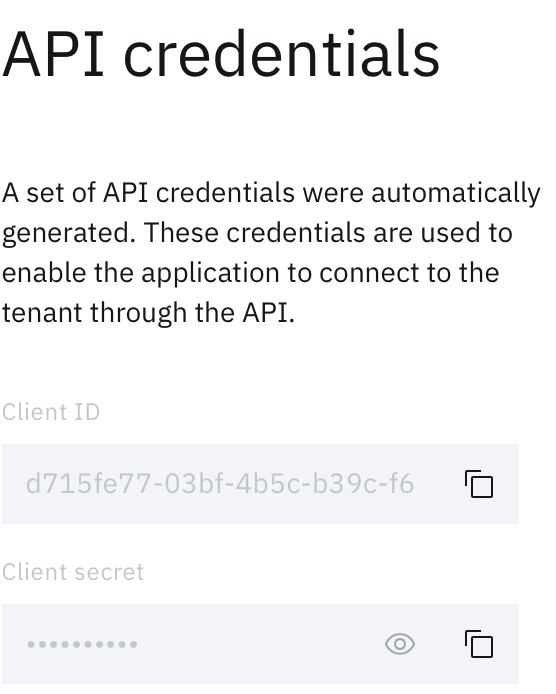 API credentials
A set of API credentials were automatically
generated. These credentials are used to
enable the application to connect to the
tenant through the API.
Client ID
d715fe77-03bf-4b5c-b39c-f6
Client secret
••••••••••